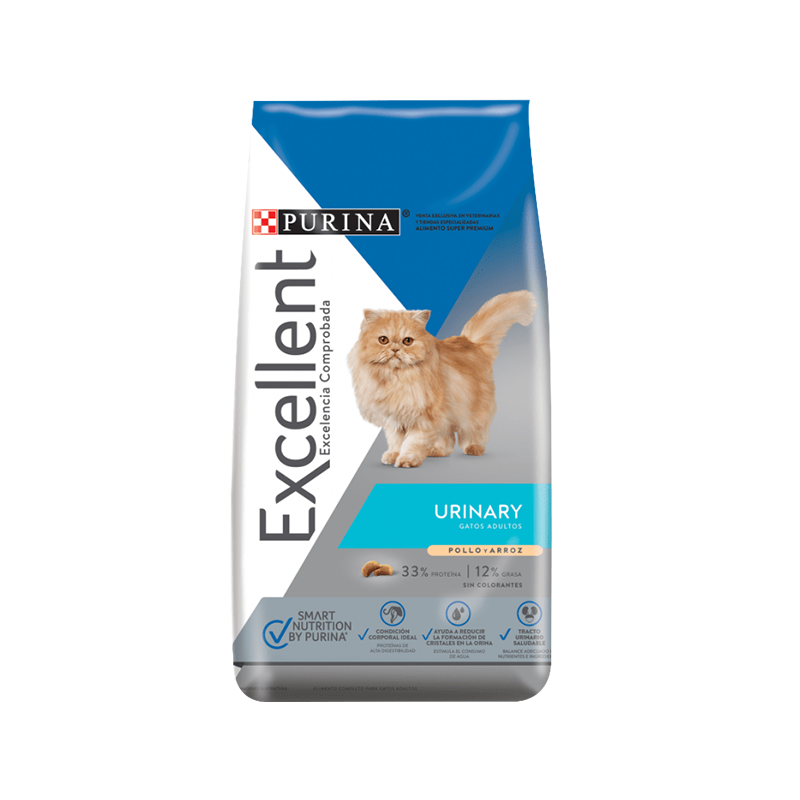 PURINA®
VENTA EXCLUSIVA EN VETERINARIAS
Y TIENDAS ESPECIALIZADAS
ALIMENTO SUPER PREMIUM
Excellent
Excelencia Comprobada
URINARY
GATOS ADULTOS
POLLO Y ARROZ
33% PROTEÍNA | 12% GRASA
SIN COLORANTES
SMART
NUTRITION
BY PURINA®
CONDICIÓN
CORPORAL IDEAL
PROTEÍNAS DE
ALTA DIGESTIBILIDAD
AYUDA A REDUCIR
LA FORMACIÓN DE
CRISTALES EN LA ORINA
ESTIMULA EL CONSUMO
DE AGUA
TRACTO
URINARIO
SALUDABLE
BALANCE